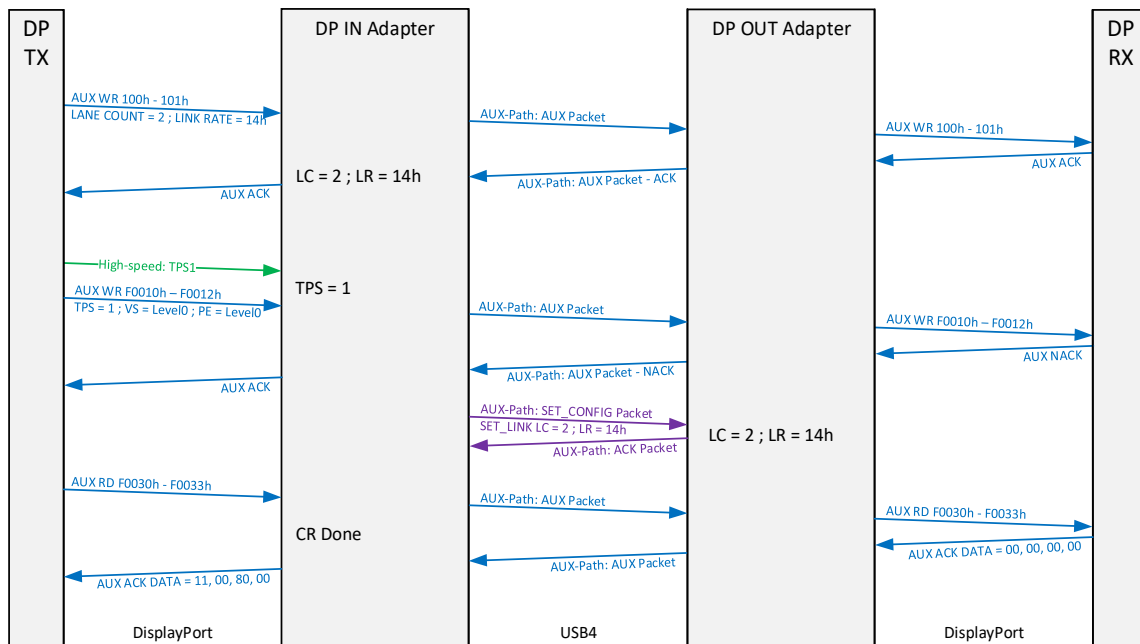 DP
TX
DP IN Adapter
DP OUT Adapter
DP
RX
AUX WR 100h - 101h
LANE COUNT = 2 ; LINK RATE = 14h
AUX-Path: AUX Packet
AUX WR 100h - 101h
AUX ACK
AUX-Path: AUX Packet - ACK
LC = 2 ; LR = 14h
AUX ACK
High-speed: TPS1
TPS = 1
AUX WR F0010h – F0012h
TPS = 1 ; VS = Level0 ; PE = Level0
AUX-Path: AUX Packet
AUX WR F0010h – F0012h
AUX NACK
AUX-Path: AUX Packet - NACK
AUX ACK
AUX-Path: SET_CONFIG Packet
SET_LINK LC = 2 ; LR = 14h
LC = 2 ; LR = 14h
AUX-Path: ACK Packet
AUX RD F0030h - F0033h
AUX-Path: AUX Packet
AUX RD F0030h - F0033h
CR Done
AUX ACK DATA = 00, 00, 00, 00
AUX-Path: AUX Packet
AUX ACK DATA = 11, 00, 80, 00
DisplayPort
USB4
DisplayPort